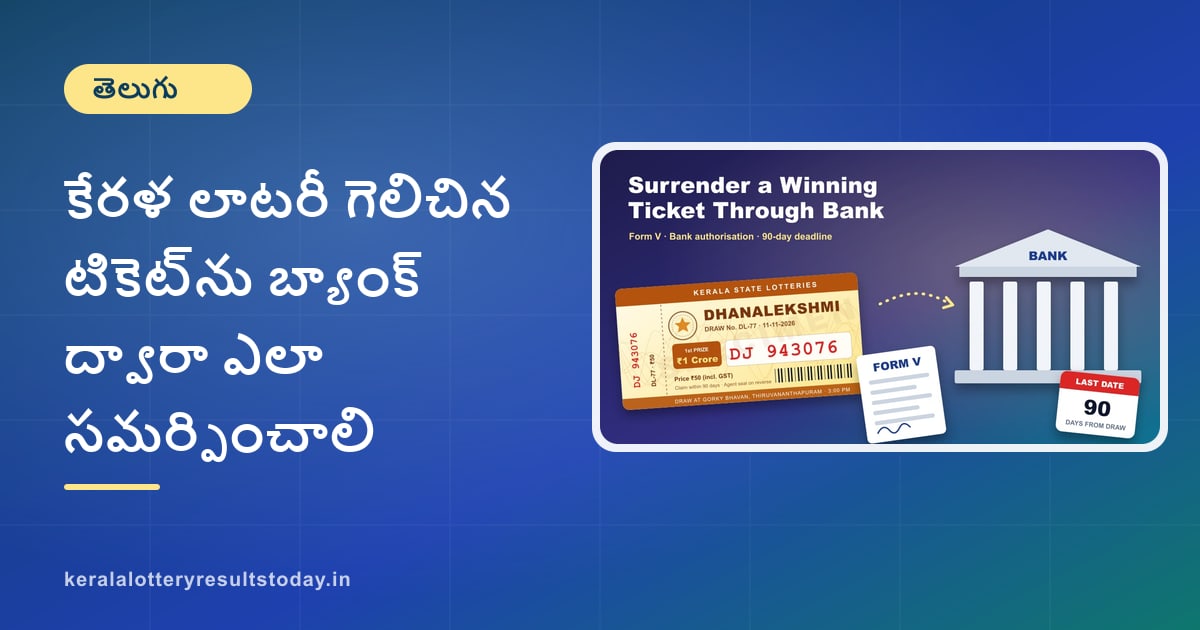 తెలుగు
కేరళ లాటరీ గెలిచిన
టికెట్‌ను బ్యాంక్
ద్వారా ఎలా
సమర్పించాలి
keralalotteryresultstoday.in
Surrender a Winning
Ticket Through Bank
Form V · Bank authorisation · 90-day deadline
KERALA STATE LOTTERIES
DHANALEKSHMI
DRAW No. DL-77 · 11-11-2026
1st PRIZE
₹1 Crore
DJ 943076
DJ 943076
DL-77 · ₹50
Price ₹50 (incl. GST)
Claim within 90 days · Agent seal on reverse
DRAW AT GORKY BHAVAN, THIRUVANANTHAPURAM · 3:00 PM
FORM V
BANK
LAST DATE
90
DAYS FROM DRAW